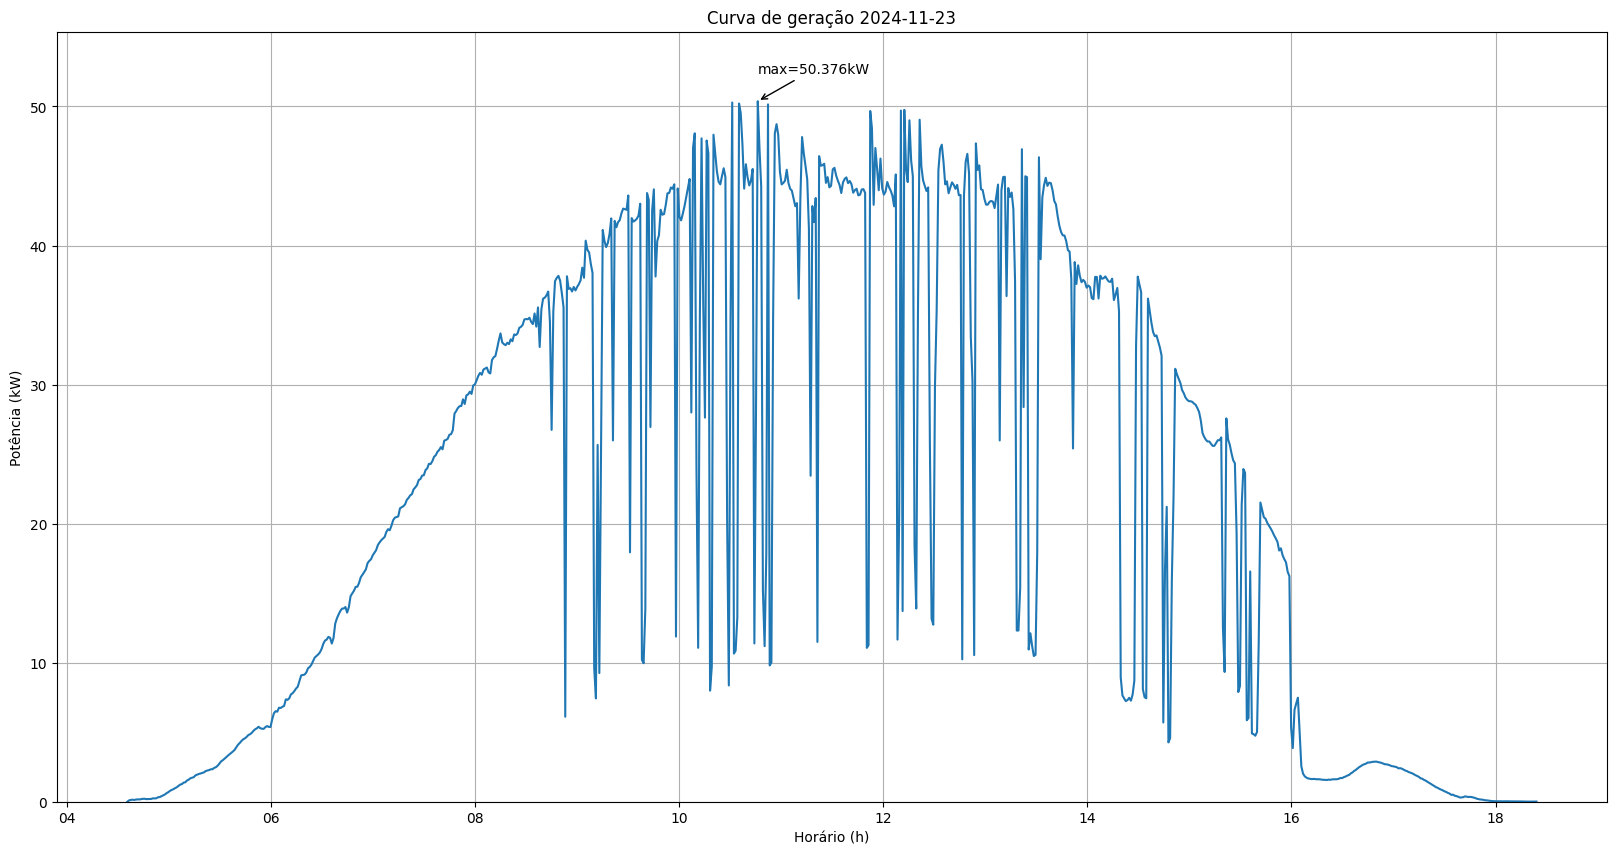 Curva de geração 2024-11-23
max=50.376kW
Potência (kW)
50
40
30
20
10
0
04 06 08 10 12 14 16 18
Horário (h)